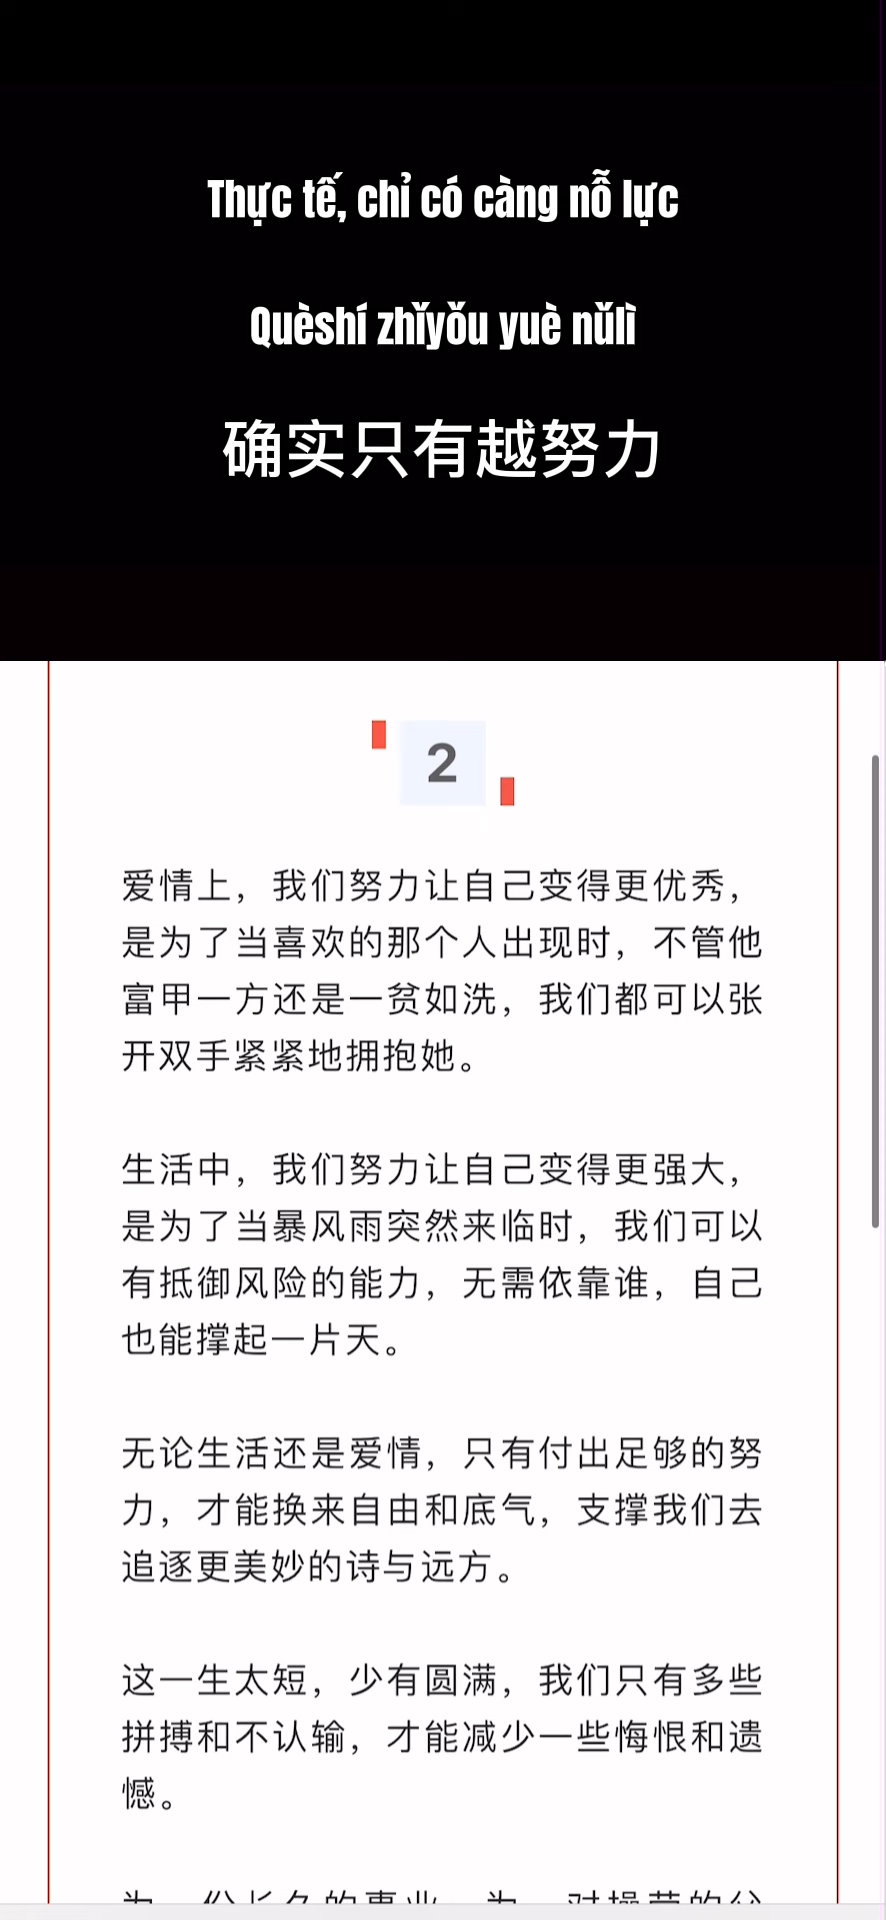 Thực tế, chỉ có càng nỗ lực
Quèshí zhǐyǒu yuè nǔlì
确实只有越努力
2
爱情上，我们努力让自己变得更优秀，
是为了当喜欢的那个人出现时，不管他
富甲一方还是一贫如洗，我们都可以张
开双手紧紧地拥抱她。
生活中，我们努力让自己变得更强大，
是为了当暴风雨突然来临时，我们可以
有抵御风险的能力，无需依靠谁，自己
也能撑起一片天。
无论生活还是爱情，只有付出足够的努
力，才能换来自由和底气，支撑我们去
追逐更美妙的诗与远方。
这一生太短，少有圆满，我们只有多些
拼搏和不认输，才能减少一些悔恨和遗
憾。